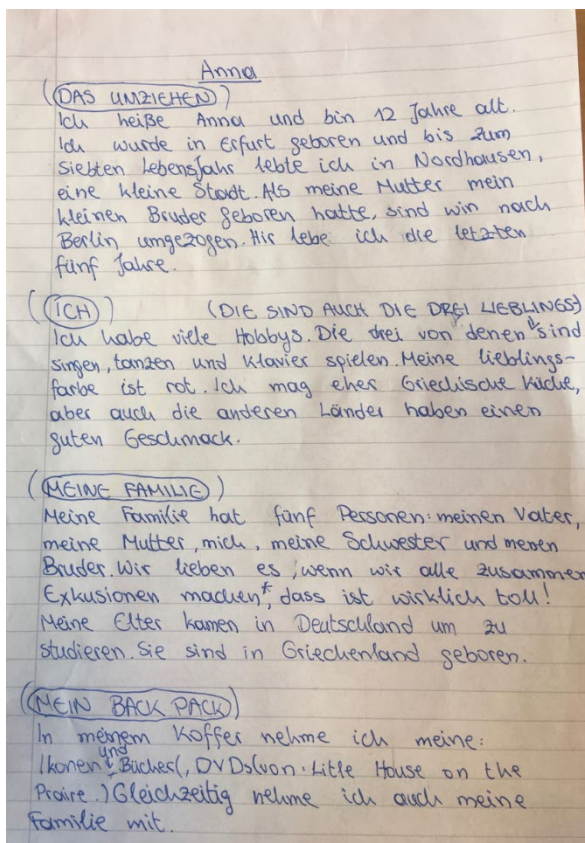 Anna
(DAS UMZIEHEN)
Ich heiße Anna und bin 12 Jahre alt.
Ich wurde in Erfurt geboren und bis zum
siebten Lebensjahr lebte ich in Nordhausen,
eine kleine Stadt. Als meine Mutter mein
kleinen Bruder geboren hatte, sind wir nach
Berlin umgezogen. Hir lebe ich die letzten
fünf Jahre.
(ICH) (DIE SIND AUCH DIE DREI LIEBLINGS)
Ich habe viele Hobbys. Die drei von denen sind
singen, tanzen und Klavier spielen. Meine lieblings-
farbe ist rot. Ich mag eher Griechische Küche,
aber auch die anderen Länder haben einen
guten Geschmack.
(MEINE FAMILIE)
Meine Familie hat fünf Personen: meinen Vater,
meine Mutter, mich, meine Schwester und menen
Bruder. Wir lieben es, wenn wir alle zusammen
Exkusionen machen*, dass ist wirklich toll!
Meine Elter kamen in Deutschland um zu
studieren. Sie sind in Griechenland geboren.
(MEIN BACK PACK)
In meinem Koffer nehme ich meine:
und
Ikonen Bücher(, DVDs(von: Litle House on the
Praire.) Gleichzeitig nehme ich auch meine
Familie mit.